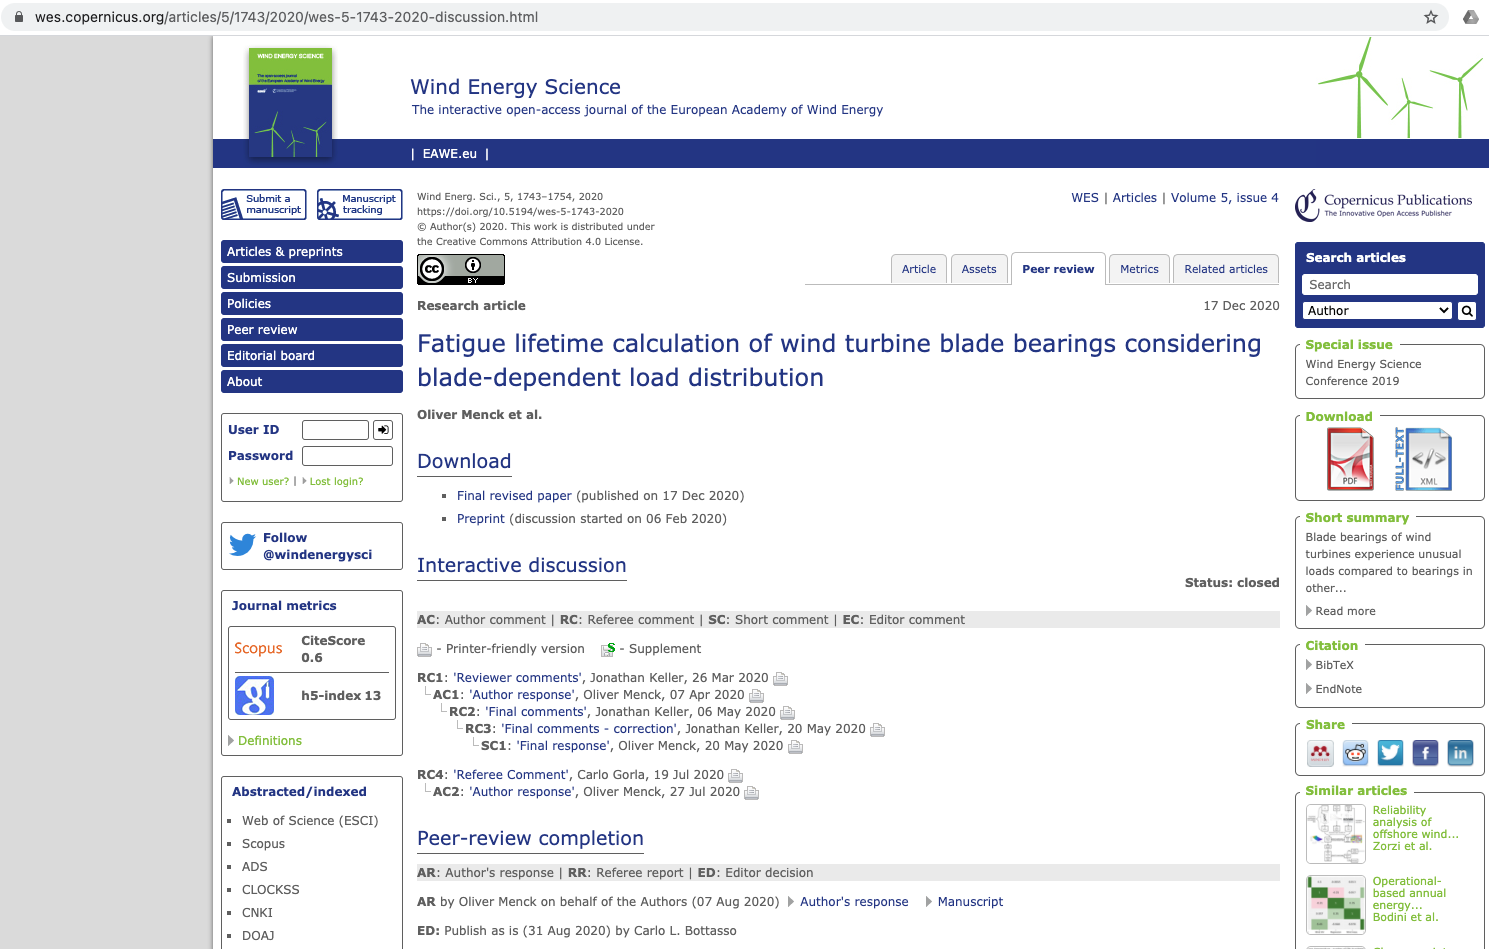 wes.copernicus.org/articles/5/1743/2020/wes-5-1743-2020-discussion.html
WIND ENERGY SCIENCE
The open-access journal
of the European Academy of Wind Energy
Wind Energy Science
The interactive open-access journal of the European Academy of Wind Energy
| EAWE.eu |
Submit a
manuscript
Manuscript
tracking
Articles & preprints
Submission
Policies
Peer review
Editorial board
About
User ID
Password
New user? | Lost login?
Follow
@windenergysci
Journal metrics
Scopus
CiteScore
0.6
g
h5-index 13
Definitions
Abstracted/indexed
Web of Science (ESCI)
Scopus
ADS
CLOCKSS
CNKI
DOAJ
Wind Energ. Sci., 5, 1743–1754, 2020
https://doi.org/10.5194/wes-5-1743-2020
© Author(s) 2020. This work is distributed under
the Creative Commons Attribution 4.0 License.
cc
BY
WES | Articles | Volume 5, issue 4
Article
Assets
Peer review
Metrics
Related articles
Research article
17 Dec 2020
Fatigue lifetime calculation of wind turbine blade bearings considering
blade-dependent load distribution
Oliver Menck et al.
Download
Final revised paper (published on 17 Dec 2020)
Preprint (discussion started on 06 Feb 2020)
Interactive discussion
Status: closed
AC: Author comment | RC: Referee comment | SC: Short comment | EC: Editor comment
- Printer-friendly version
S - Supplement
RC1: 'Reviewer comments', Jonathan Keller, 26 Mar 2020
AC1: 'Author response', Oliver Menck, 07 Apr 2020
RC2: 'Final comments', Jonathan Keller, 06 May 2020
RC3: 'Final comments - correction', Jonathan Keller, 20 May 2020
SC1: 'Final response', Oliver Menck, 20 May 2020
RC4: 'Referee Comment', Carlo Gorla, 19 Jul 2020
AC2: 'Author response', Oliver Menck, 27 Jul 2020
Peer-review completion
AR: Author's response | RR: Referee report | ED: Editor decision
AR by Oliver Menck on behalf of the Authors (07 Aug 2020) Author's response Manuscript
ED: Publish as is (31 Aug 2020) by Carlo L. Bottasso
Copernicus Publications
The Innovative Open Access Publisher
Search articles
Search
Author
Special issue
Wind Energy Science
Conference 2019
Download
PDF
FULL-TEXT
XML
Short summary
Blade bearings of wind
turbines experience unusual
loads compared to bearings in
other...
Read more
Citation
BibTeX
EndNote
Share
f
in
Similar articles
Reliability
analysis of
offshore wind...
Zorzi et al.
Operational-
based annual
energy...
Bodini et al.